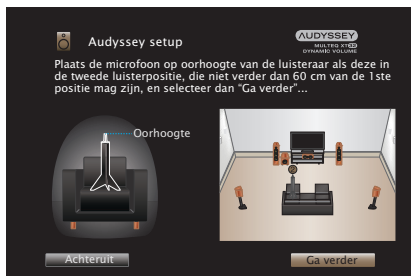 Audyssey setup
AUDYSSEY
MULTEQ XT32
DYNAMIC VOLUME
Plaats de microfoon op oorhoogte van de luisteraar als deze in
de tweede luisterpositie, die niet verder dan 60 cm van de 1ste
positie mag zijn, en selecteer dan “Ga verder”...
Oorhoogte
Achteruit
Ga verder